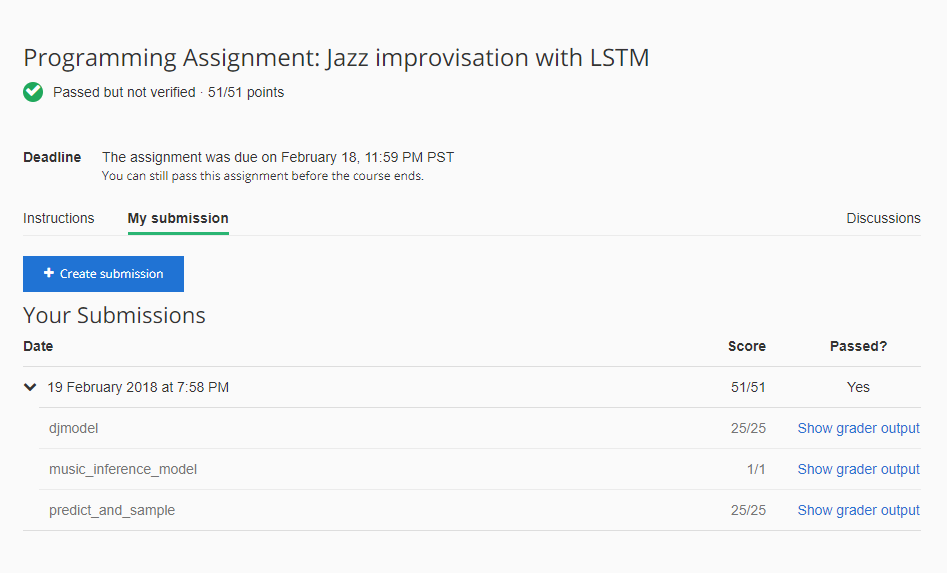 Programming Assignment: Jazz improvisation with LSTM
Passed but not verified · 51/51 points
Deadline The assignment was due on February 18, 11:59 PM PST
You can still pass this assignment before the course ends.
Instructions My submission Discussions
+ Create submission
Your Submissions
Date Score Passed?
19 February 2018 at 7:58 PM 51/51 Yes
djmodel 25/25 Show grader output
music_inference_model 1/1 Show grader output
predict_and_sample 25/25 Show grader output